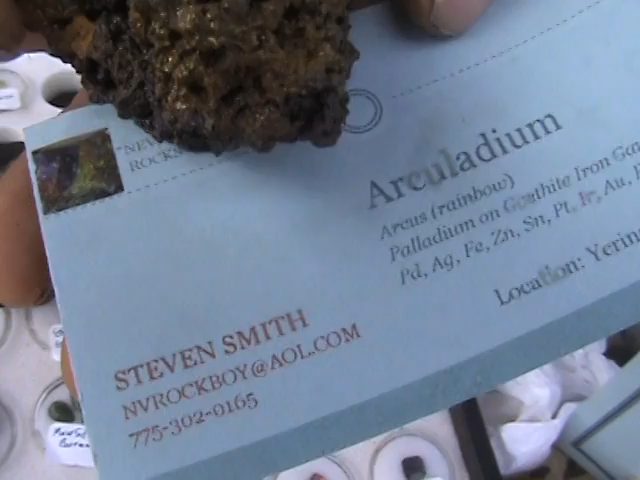 ROCKS
Arculadium
Arcus (rainbow)
Palladium on Goethite Iron
Pd, Ag, Fe, Zn, Sn, Pt, Ir, Au,
Location:
STEVEN SMITH
NVROCKBOY@AOL.COM
775-302-0165